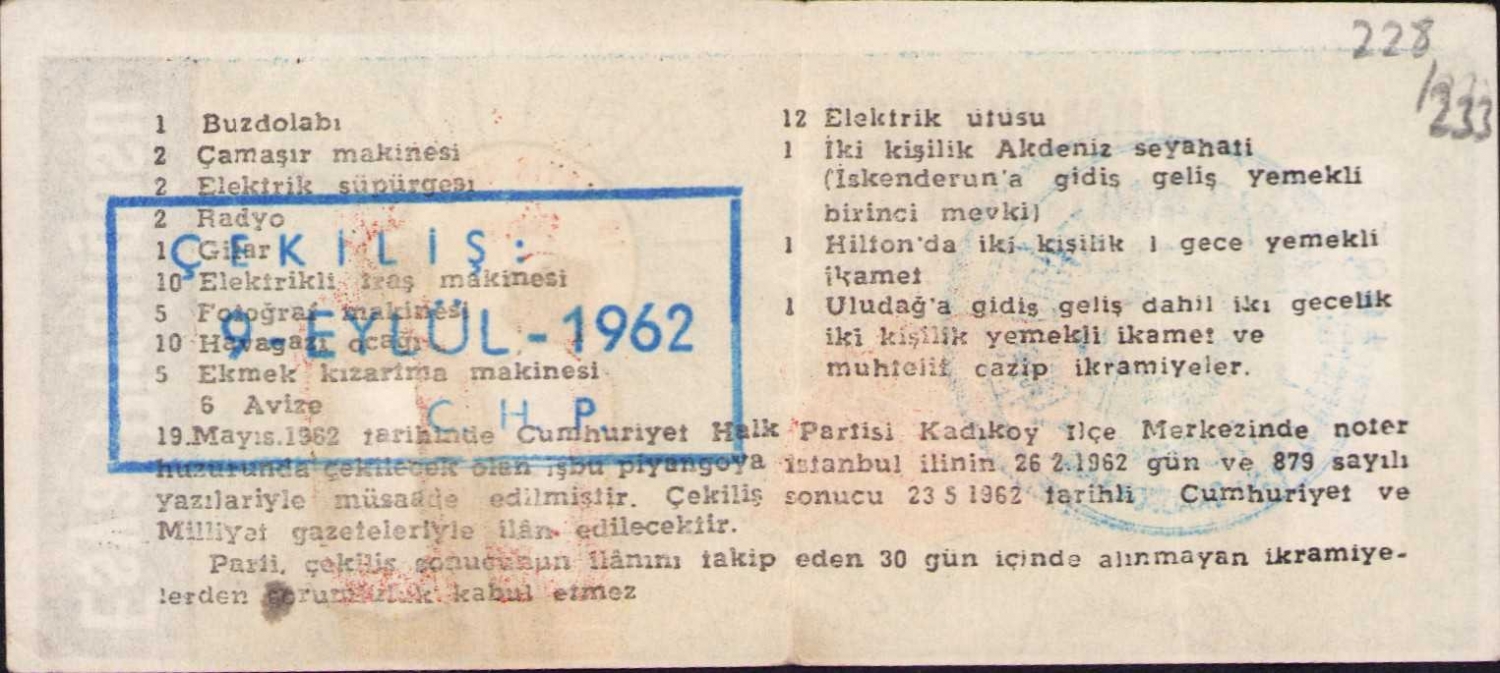 228
233
1 Buzdolabı
2 Çamaşır makinesi
2 Elektrik süpürgesi
2 Radyo
1 Gitar
10 Elektrikli traş makinesi
5 Fotoğraf makinesi
10 Havagazı ocağı
5 Ekmek kızartma makinesi
6 Avize
12 Elektrik ütüsü
1 İki kişilik Akdeniz seyahati
(İskenderun'a gidiş geliş yemekli
birinci mevki)
1 Hilton'da iki kişilik 1 gece yemekli
ikamet
1 Uludağ'a gidiş geliş dahil iki gecelik
iki kişilik yemekli ikamet ve
muhtelif cazip ikramiyeler.
ÇEKİLİŞ:
9-EYLÜL-1962
C.H.P.
19.Mayıs.1962 tarihinde Cumhuriyet Halk Partisi Kadıköy İlçe Merkezinde noter
huzurunda çekilecek olan işbu piyangoya İstanbul ilinin 26 2.1962 gün ve 879 sayılı
yazılariyle müsaade edilmiştir. Çekiliş sonucu 23 5 1962 tarihli Cumhuriyet ve
Milliyet gazeteleriyle ilân edilecektir.
Parti, çekiliş sonucunun ilânını takip eden 30 gün içinde alınmayan ikramiye-
lerden sorumluluk kabul etmez